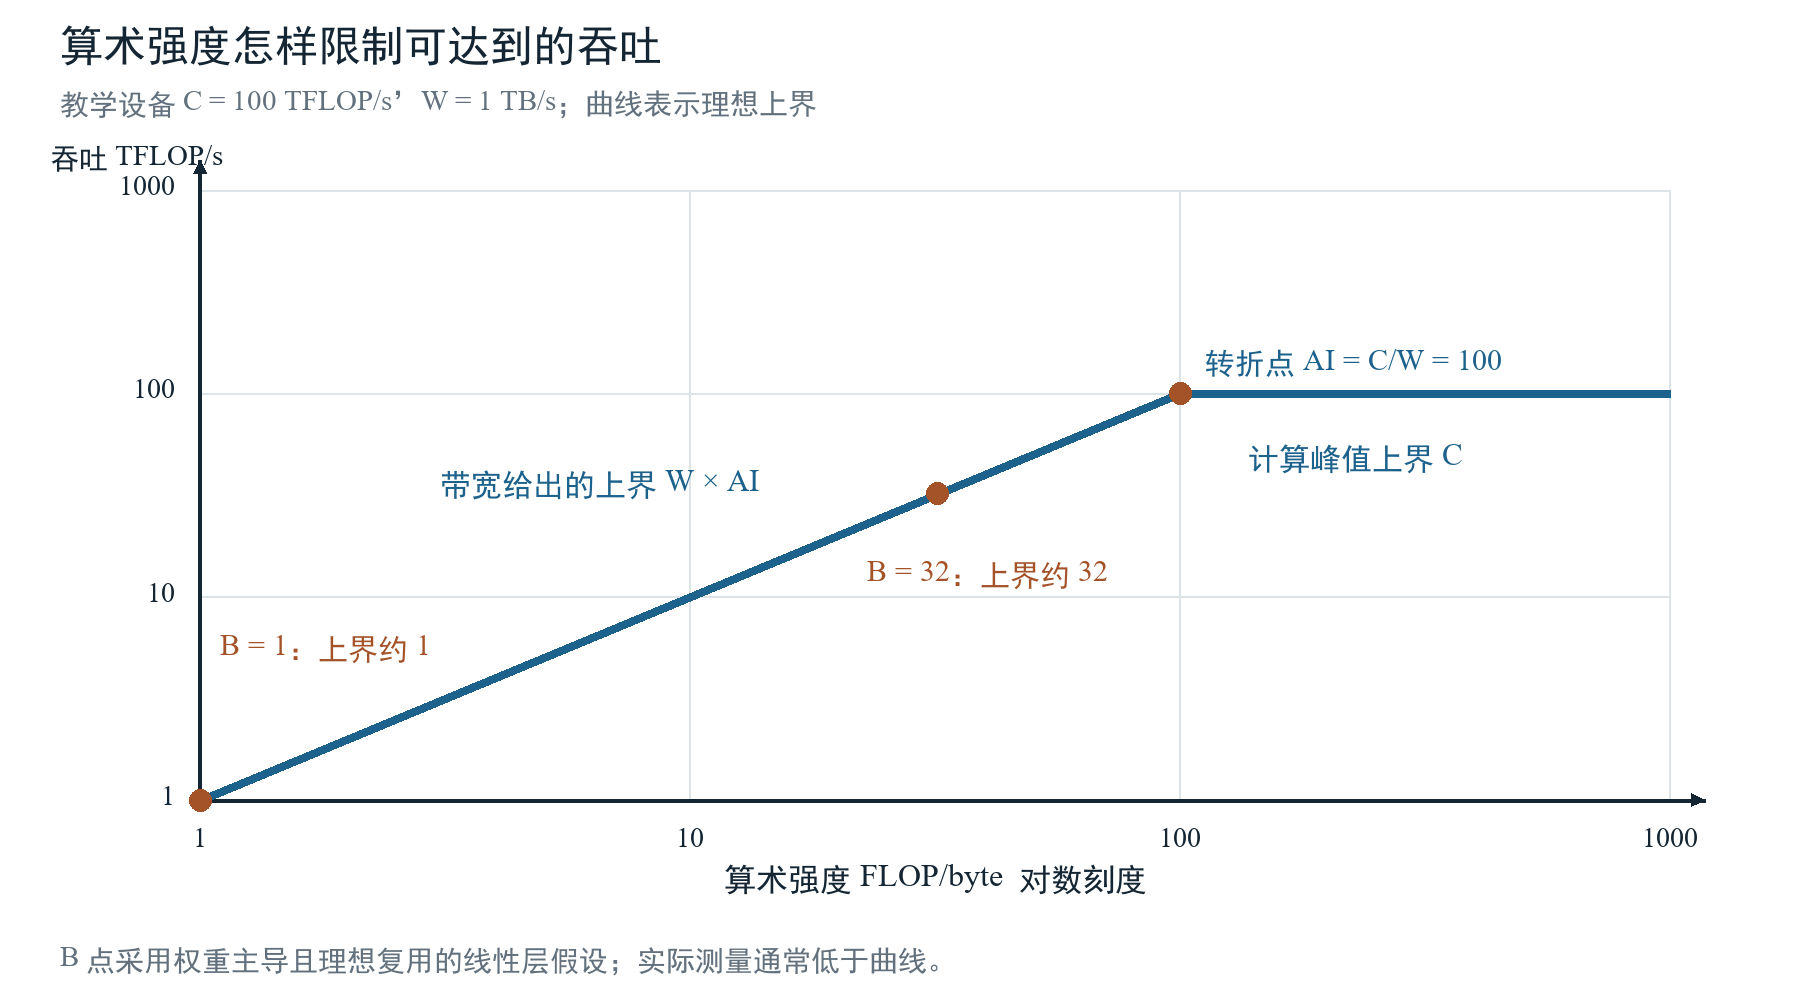 算术强度怎样限制可达到的吞吐
教学设备 C = 100 TFLOP/s，W = 1 TB/s；曲线表示理想上界
吞吐 TFLOP/s
1000
转折点 AI = C/W = 100
100
计算峰值上界 C
带宽给出的上界 W × AI
B = 32：上界约 32
10
B = 1：上界约 1
1
1 10 100 1000
算术强度 FLOP/byte 对数刻度
B 点采用权重主导且理想复用的线性层假设；实际测量通常低于曲线。